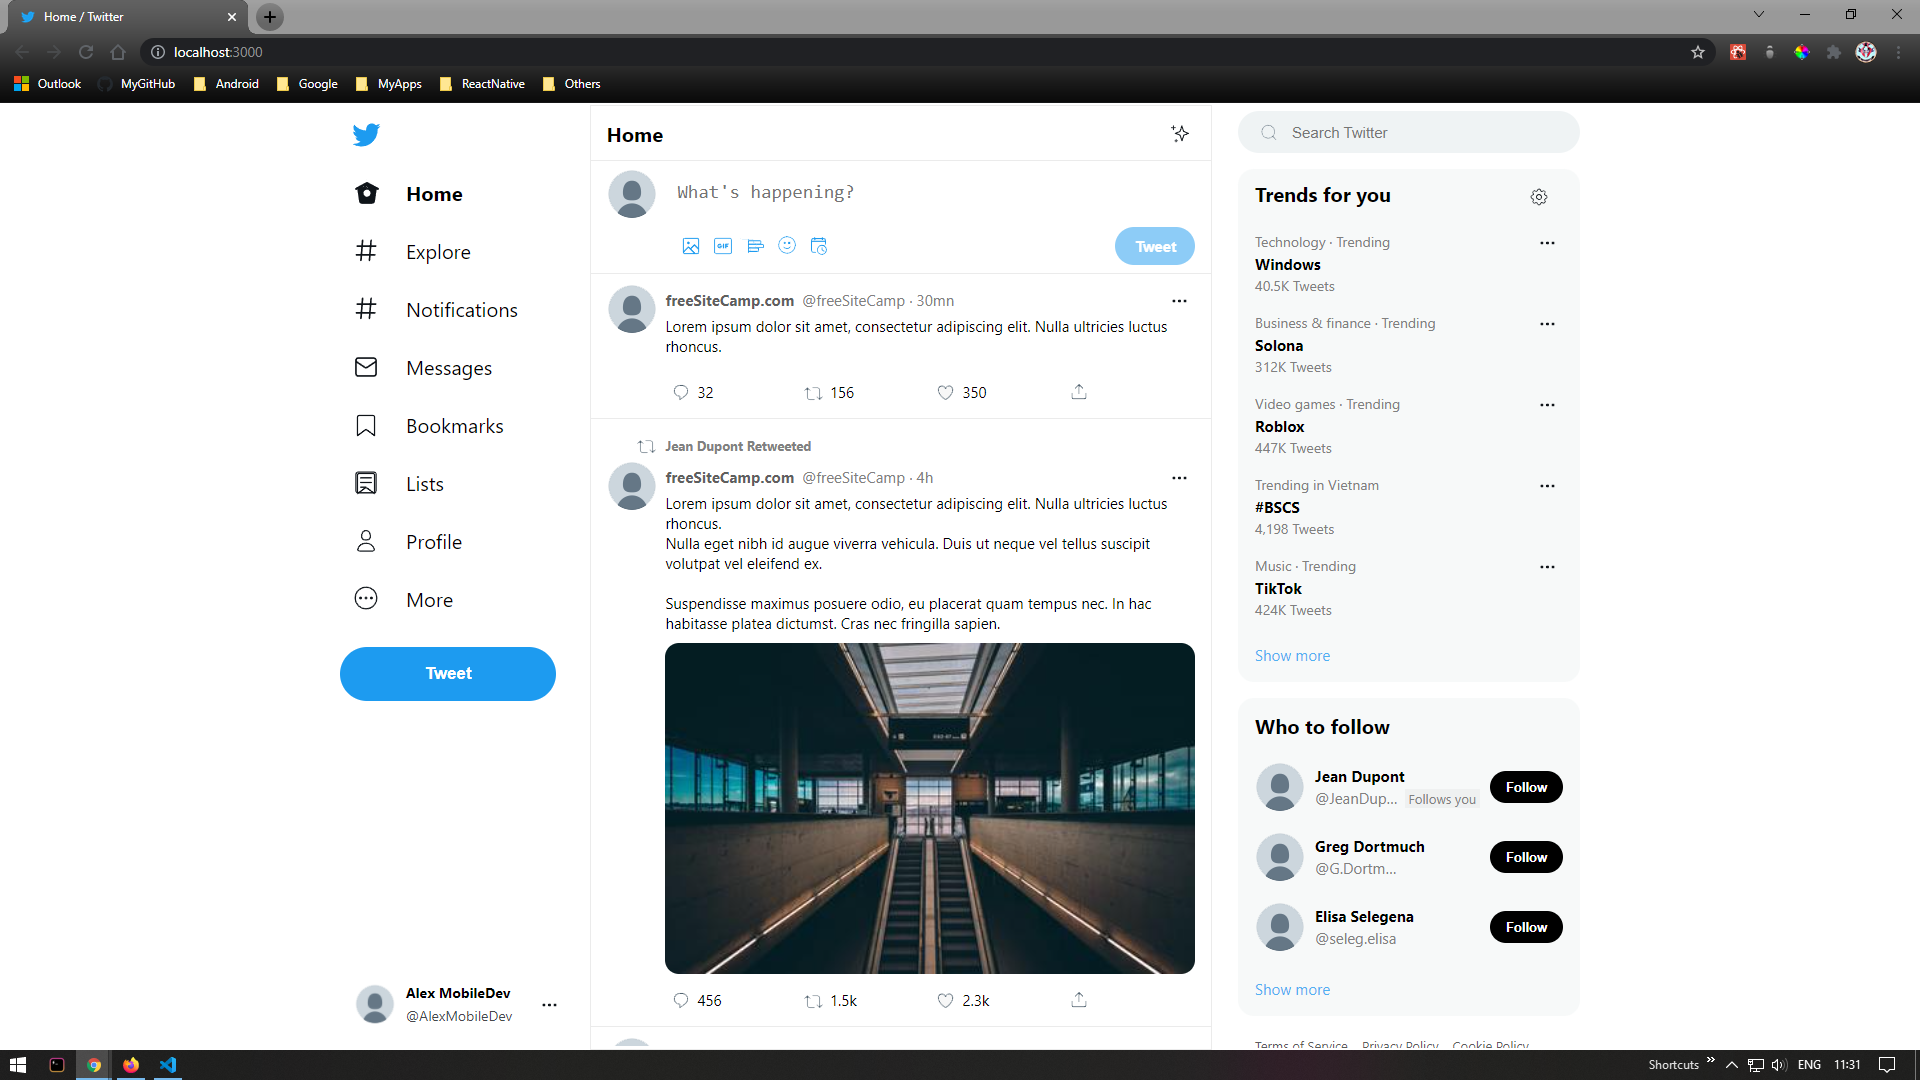 Home / Twitter
localhost:3000
Outlook
MyGitHub
Android
Google
MyApps
ReactNative
Others
Home
Explore
Notifications
Messages
Bookmarks
Lists
Profile
More
Tweet
Alex MobileDev
@AlexMobileDev
Home
What's happening?
GIF
Tweet
freeSiteCamp.com @freeSiteCamp · 30mn
Lorem ipsum dolor sit amet, consectetur adipiscing elit. Nulla ultricies luctus
rhoncus.
32
156
350
Jean Dupont Retweeted
freeSiteCamp.com @freeSiteCamp · 4h
Lorem ipsum dolor sit amet, consectetur adipiscing elit. Nulla ultricies luctus
rhoncus.
Nulla eget nibh id augue viverra vehicula. Duis ut neque vel tellus suscipit
volutpat vel eleifend ex.
Suspendisse maximus posuere odio, eu placerat quam tempus nec. In hac
habitasse platea dictumst. Cras nec fringilla sapien.
456
1.5k
2.3k
Search Twitter
Trends for you
Technology · Trending
Windows
40.5K Tweets
Business & finance · Trending
Solona
312K Tweets
Video games · Trending
Roblox
447K Tweets
Trending in Vietnam
#BSCS
4,198 Tweets
Music · Trending
TikTok
424K Tweets
Show more
Who to follow
Jean Dupont
@JeanDup... Follows you
Follow
Greg Dortmuch
@G.Dortm...
Follow
Elisa Selegena
@seleg.elisa
Follow
Show more
Terms of Service Privacy Policy Cookie Policy
Shortcuts
ENG
11:31